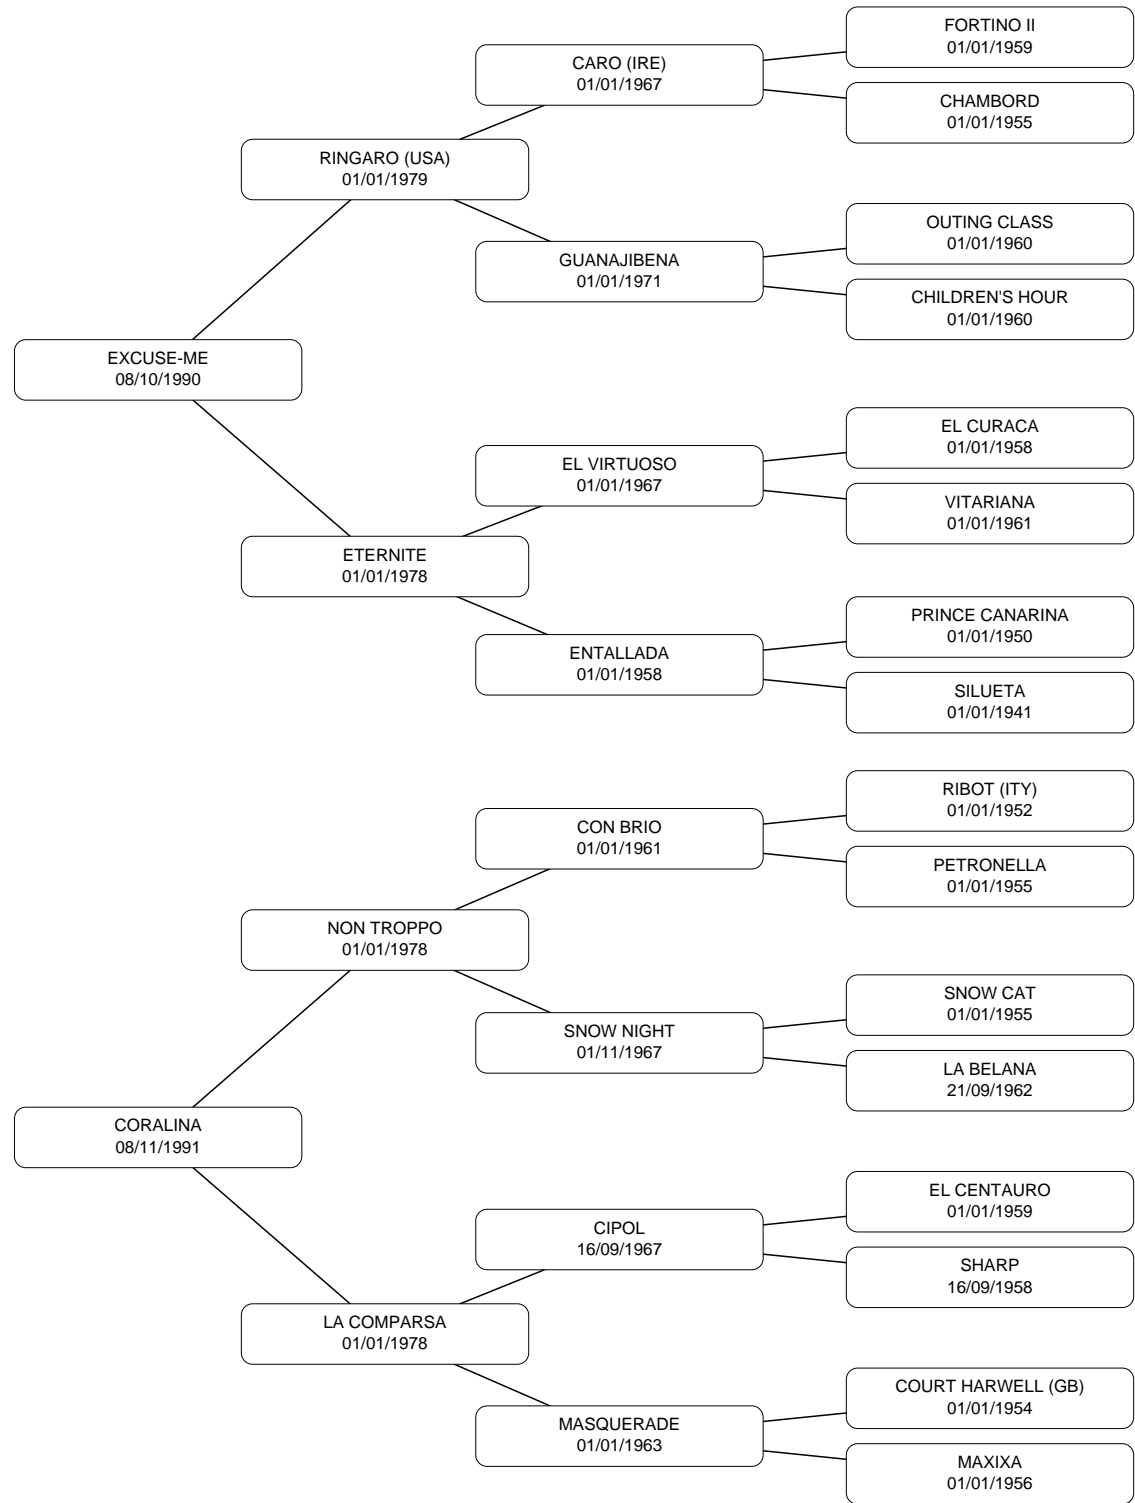 FORTINO II
01/01/1959
CARO (IRE)
01/01/1967
CHAMBORD
01/01/1955
RINGARO (USA)
01/01/1979
OUTING CLASS
01/01/1960
GUANAJIBENA
01/01/1971
CHILDREN'S HOUR
01/01/1960
EXCUSE-ME
08/10/1990
EL CURACA
01/01/1958
EL VIRTUOSO
01/01/1967
VITARIANA
01/01/1961
ETERNITE
01/01/1978
PRINCE CANARINA
01/01/1950
ENTALLADA
01/01/1958
SILUETA
01/01/1941
RIBOT (ITY)
01/01/1952
CON BRIO
01/01/1961
PETRONELLA
01/01/1955
NON TROPPO
01/01/1978
SNOW CAT
01/01/1955
SNOW NIGHT
01/11/1967
LA BELANA
21/09/1962
CORALINA
08/11/1991
EL CENTAURO
01/01/1959
CIPOL
16/09/1967
SHARP
16/09/1958
LA COMPARSA
01/01/1978
COURT HARWELL (GB)
01/01/1954
MASQUERADE
01/01/1963
MAXIXA
01/01/1956